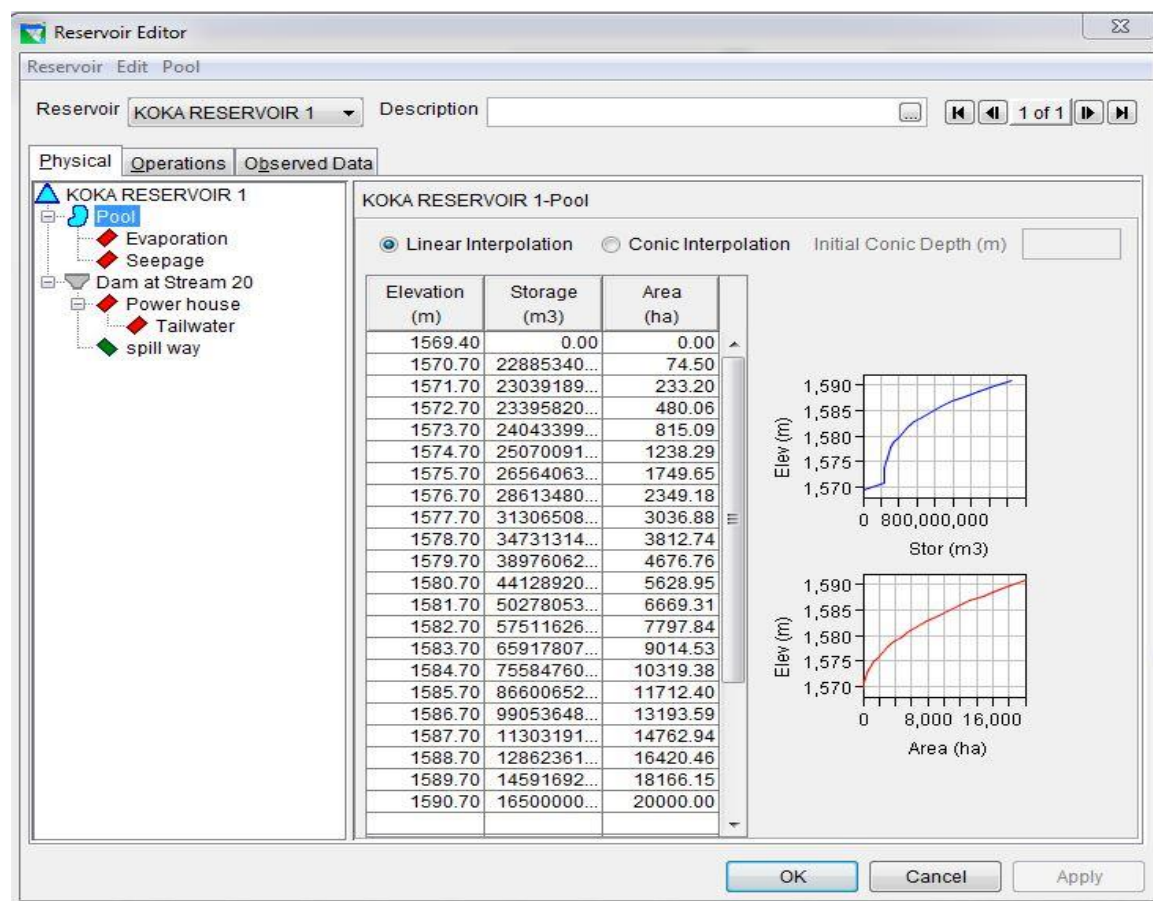 Reservoir Editor
Reservoir Edit Pool
Reservoir KOKA RESERVOIR 1 Description ... 1 of 1
Physical Operations Observed Data
KOKA RESERVOIR 1
Pool
Evaporation
Seepage
Dam at Stream 20
Power house
Tailwater
spill way
KOKA RESERVOIR 1-Pool
Linear Interpolation Conic Interpolation Initial Conic Depth (m)
Elevation (m) Storage (m3) Area (ha)
1569.40 0.00 0.00
1570.70 22885340... 74.50
1571.70 23039189... 233.20
1572.70 23395820... 480.06
1573.70 24043399... 815.09
1574.70 25070091... 1238.29
1575.70 26564063... 1749.65
1576.70 28613480... 2349.18
1577.70 31306508... 3036.88
1578.70 34731314... 3812.74
1579.70 38976062... 4676.76
1580.70 44128920... 5628.95
1581.70 50278053... 6669.31
1582.70 57511626... 7797.84
1583.70 65917807... 9014.53
1584.70 75584760... 10319.38
1585.70 86600652... 11712.40
1586.70 99053648... 13193.59
1587.70 11303191... 14762.94
1588.70 12862361... 16420.46
1589.70 14591692... 18166.15
1590.70 16500000... 20000.00
1,590
1,585
1,580
1,575
1,570
Elev (m)
0 800,000,000
Stor (m3)
1,590
1,585
1,580
1,575
1,570
Elev (m)
0 8,000 16,000
Area (ha)
OK Cancel Apply